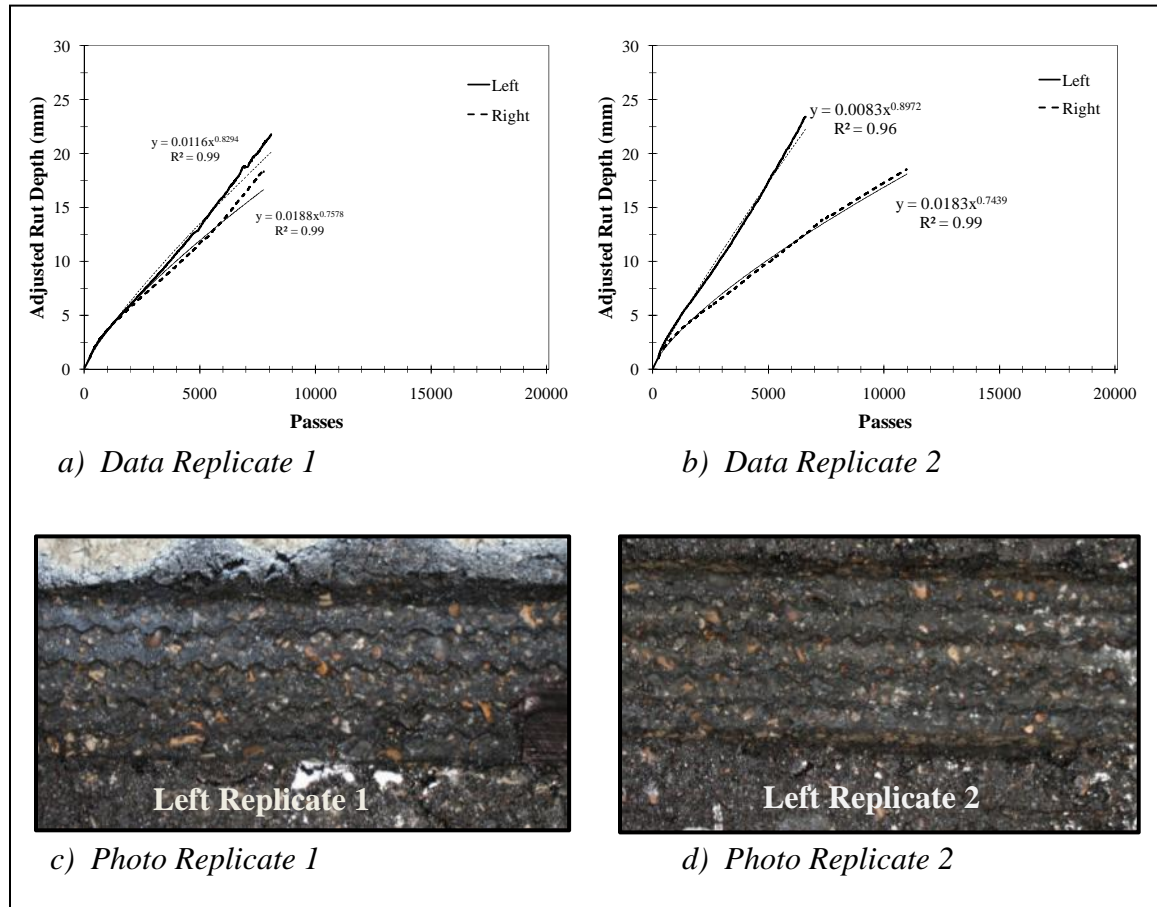 30
25
20
15
10
5
0
Adjusted Rut Depth (mm)
Left
Right
y = 0.0116x^0.8294
R² = 0.99
y = 0.0188x^0.7578
R² = 0.99
0 5000 10000 15000 20000
Passes
a) Data Replicate 1
30
25
20
15
10
5
0
Adjusted Rut Depth (mm)
Left
Right
y = 0.0083x^0.8972
R² = 0.96
y = 0.0183x^0.7439
R² = 0.99
0 5000 10000 15000 20000
Passes
b) Data Replicate 2
Left Replicate 1
c) Photo Replicate 1
Left Replicate 2
d) Photo Replicate 2